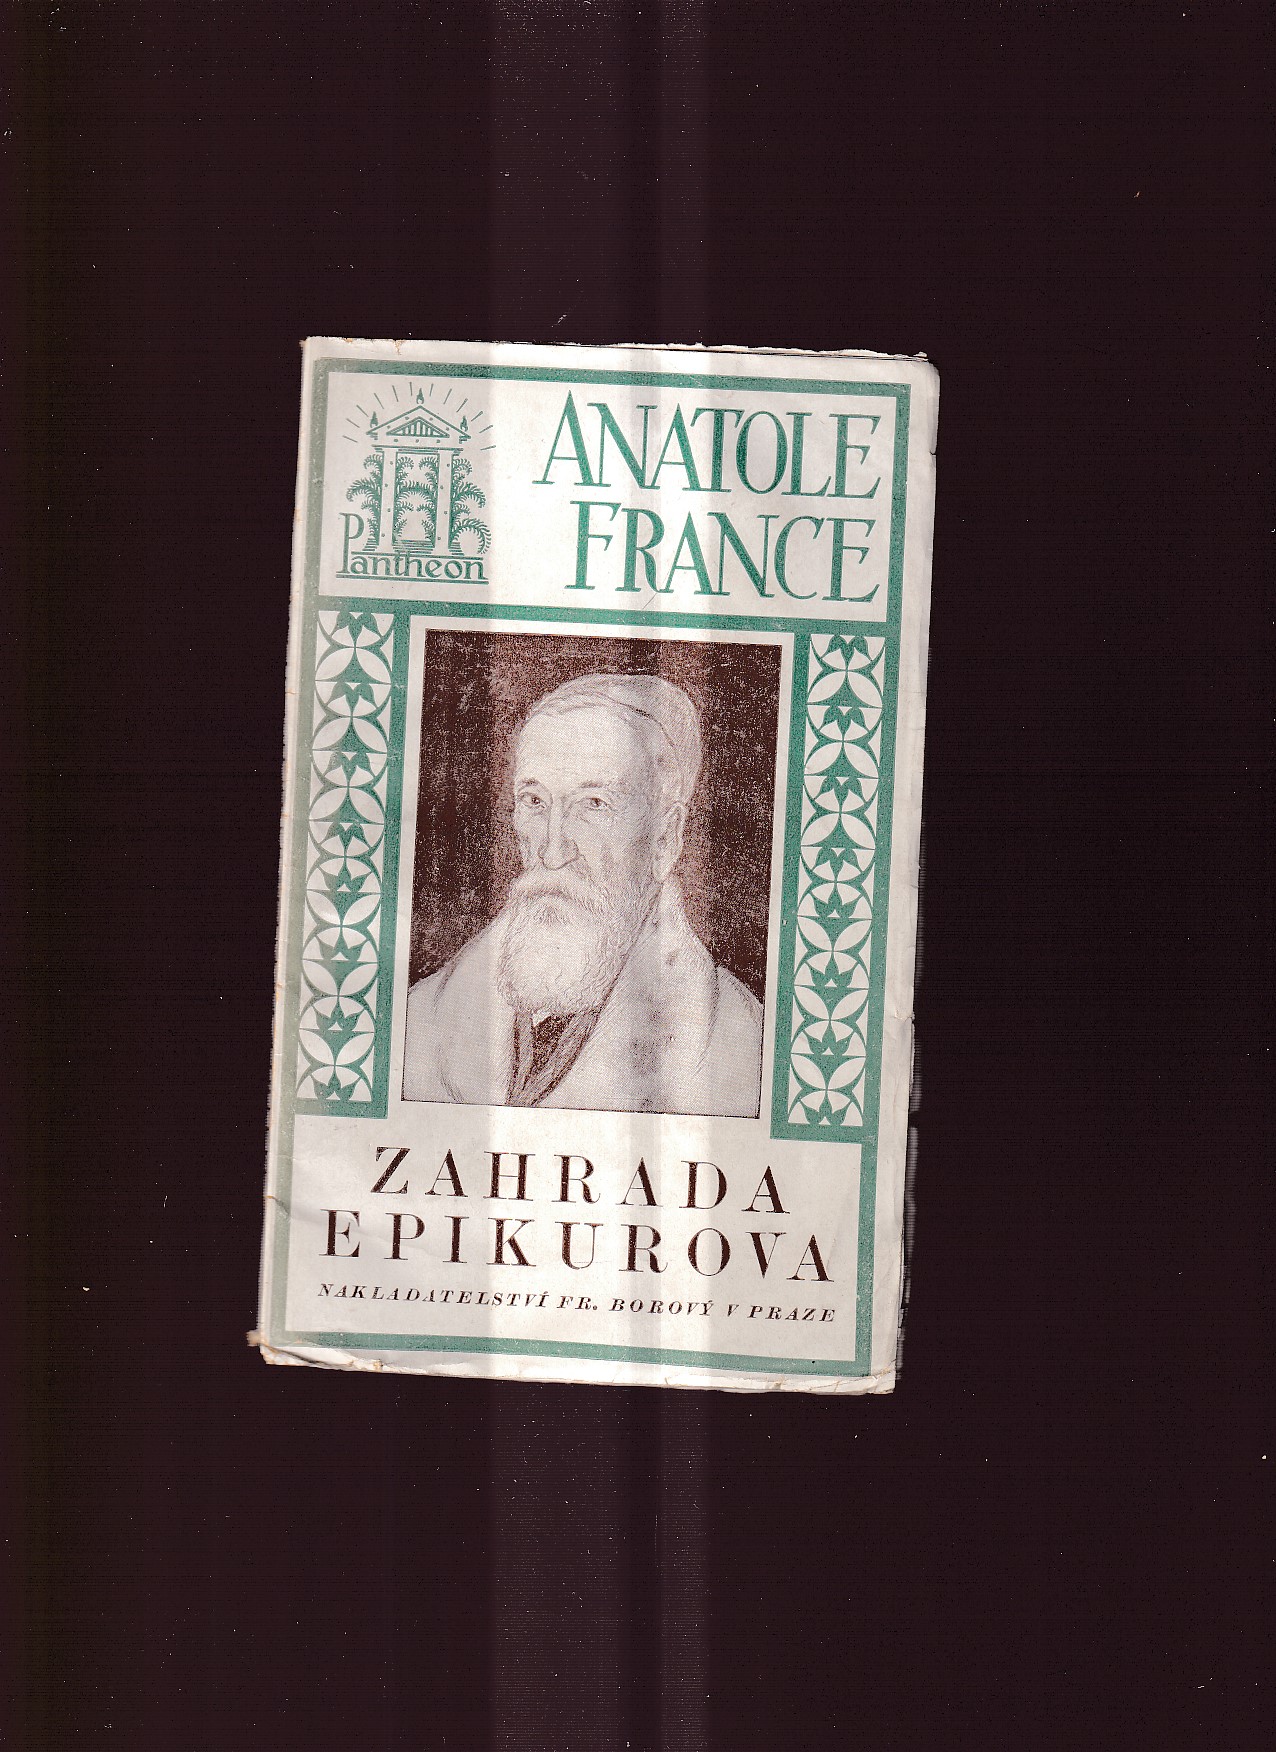 Pantheon
ANATOLE
FRANCE
ZAHRADA
EPIKUROVA
NAKLADATELSTVÍ FR. BOROVÝ V PRAZE